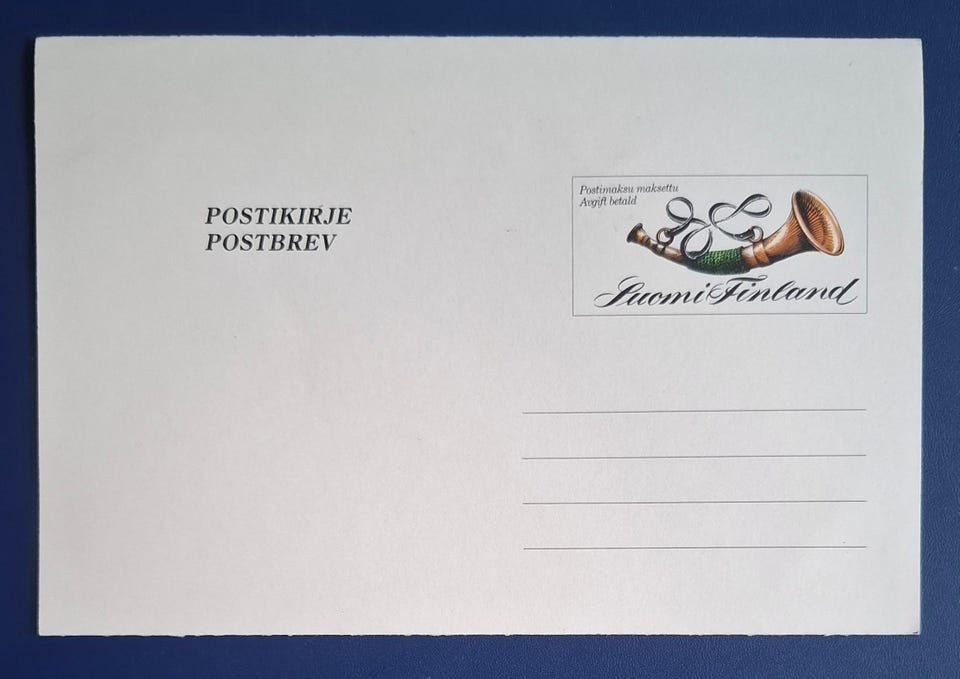 POSTIKIRJE
POSTBREV
Postimaksu maksettu
Avgift betald
Suomi Finland